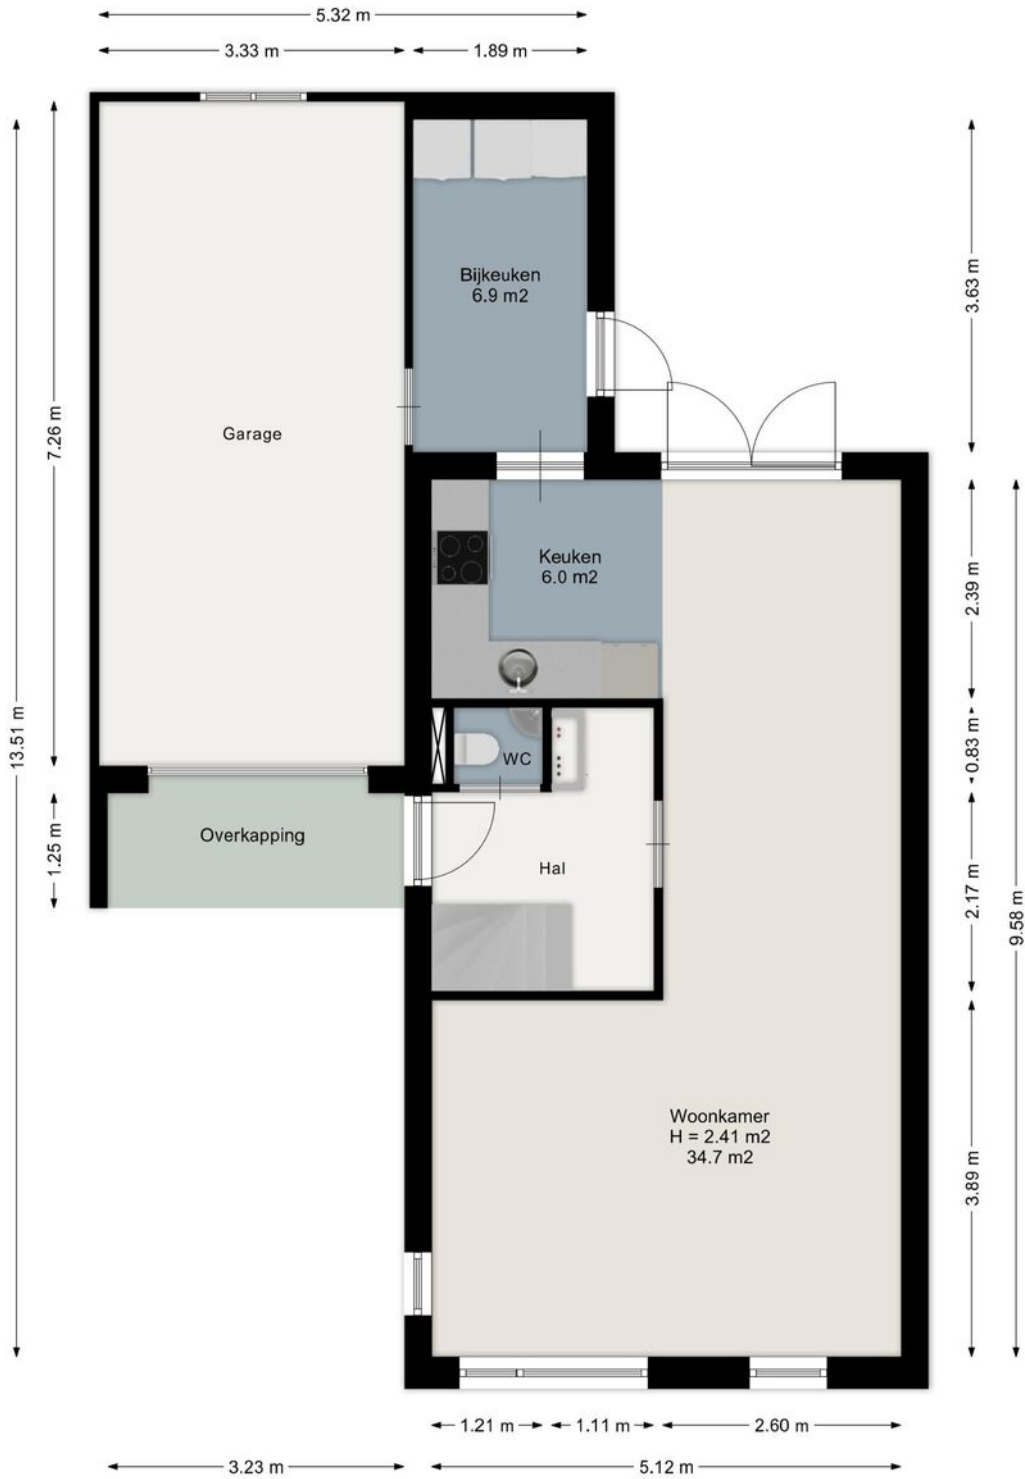 5.32 m
3.33 m
1.89 m
Bijkeuken
6.9 m2
3.63 m
7.26 m
Garage
Keuken
6.0 m2
2.39 m
13.51 m
WC
0.83 m
1.25 m
Overkapping
Hal
2.17 m
9.58 m
Woonkamer
H = 2.41 m2
34.7 m2
3.89 m
1.21 m
1.11 m
2.60 m
3.23 m
5.12 m